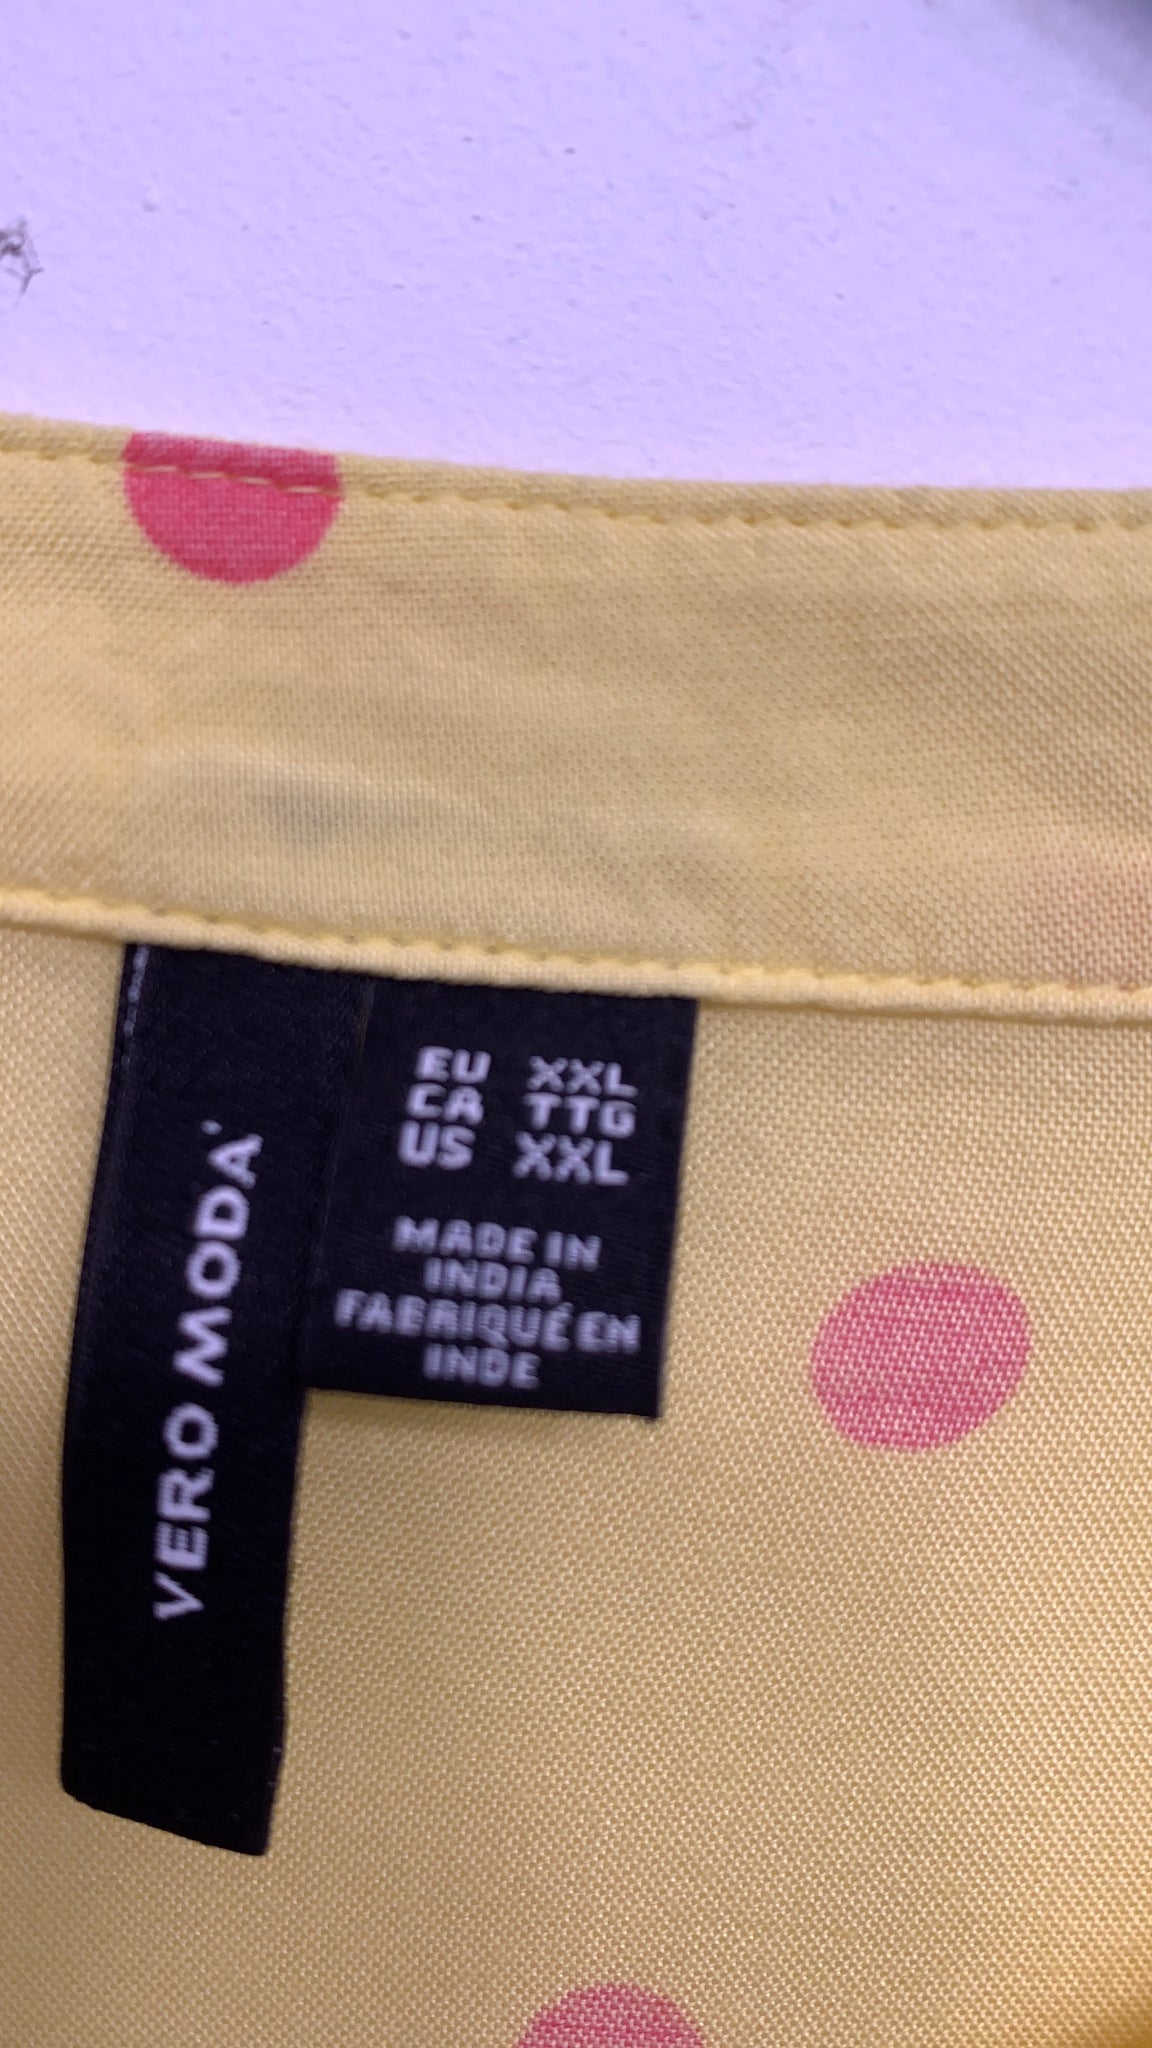 VERO MODA
EU XXL
CA TTG
US XXL
MADE IN
INDIA
FABRIQUÉ EN
INDE